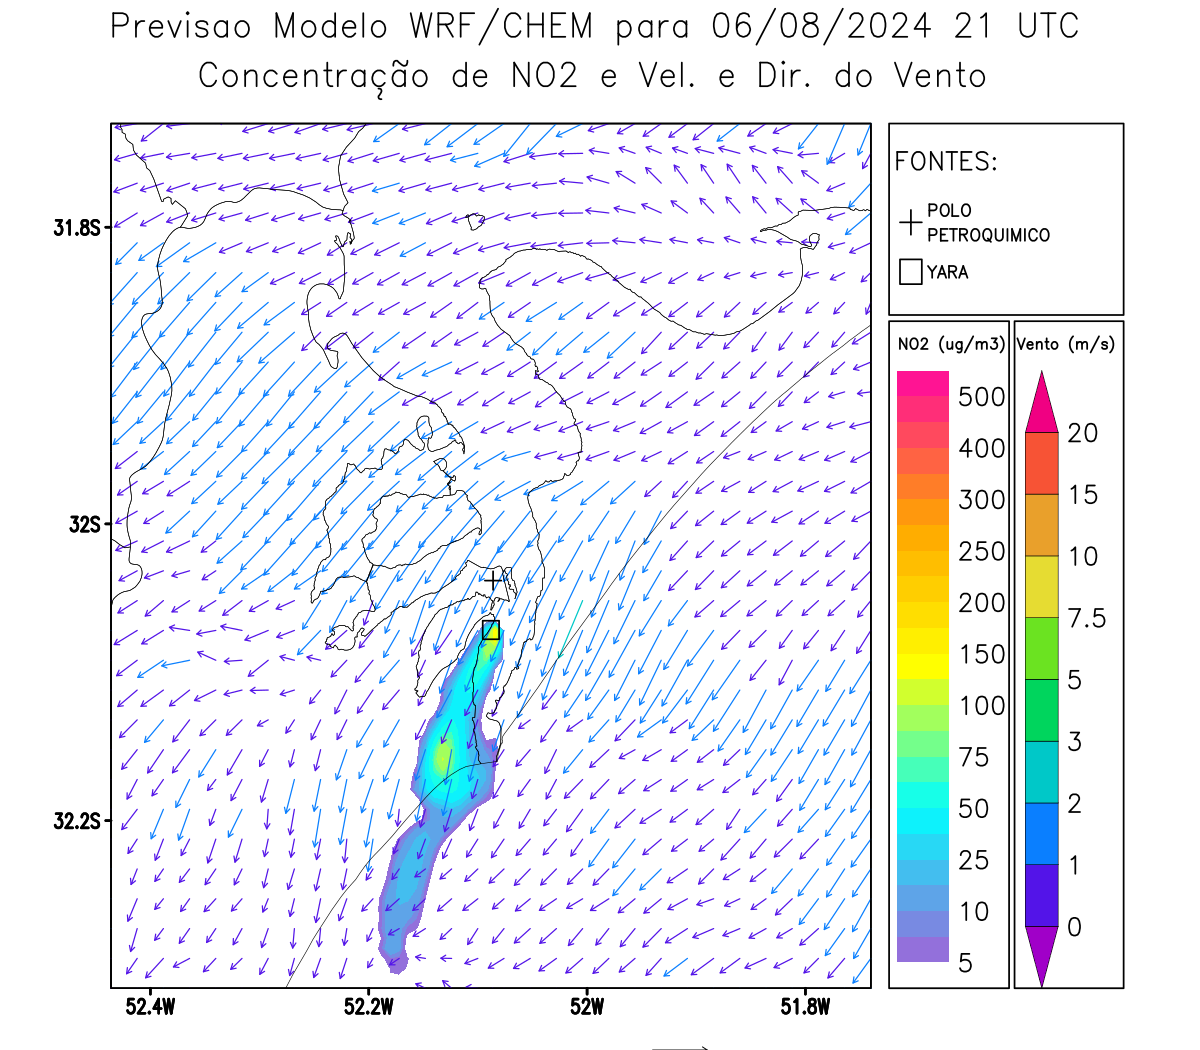 Previsao Modelo WRF/CHEM para 06/08/2024 21 UTC
Concentração de NO2 e Vel. e Dir. do Vento
FONTES:
POLO
PETROQUIMICO
YARA
NO2 (ug/m3)
500
400
300
250
200
150
100
75
50
25
10
5
Vento (m/s)
20
15
10
7.5
5
3
2
1
0
31.8S
32S
32.2S
52.4W
52.2W
52W
51.8W